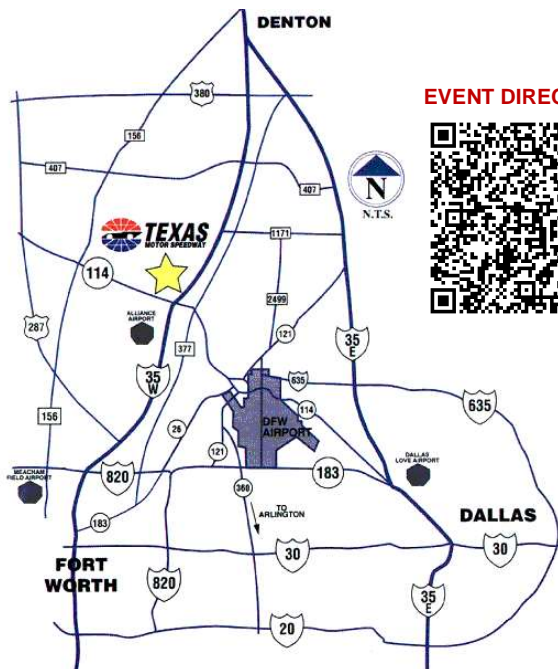 DENTON
380
EVENT DIREC
156
407
407
N
N.T.S.
TEXAS
MOTOR SPEEDWAY
1171
114
2499
ALLIANCE
AIRPORT
121
287
377
35
E
35
W
635
635
156
114
26
DFW
AIRPORT
121
DALLAS
LOVE AIRPORT
MEACHAM
FIELD AIRPORT
820
183
360
TO
ARLINGTON
183
DALLAS
30
30
FORT
WORTH
820
35
E
20